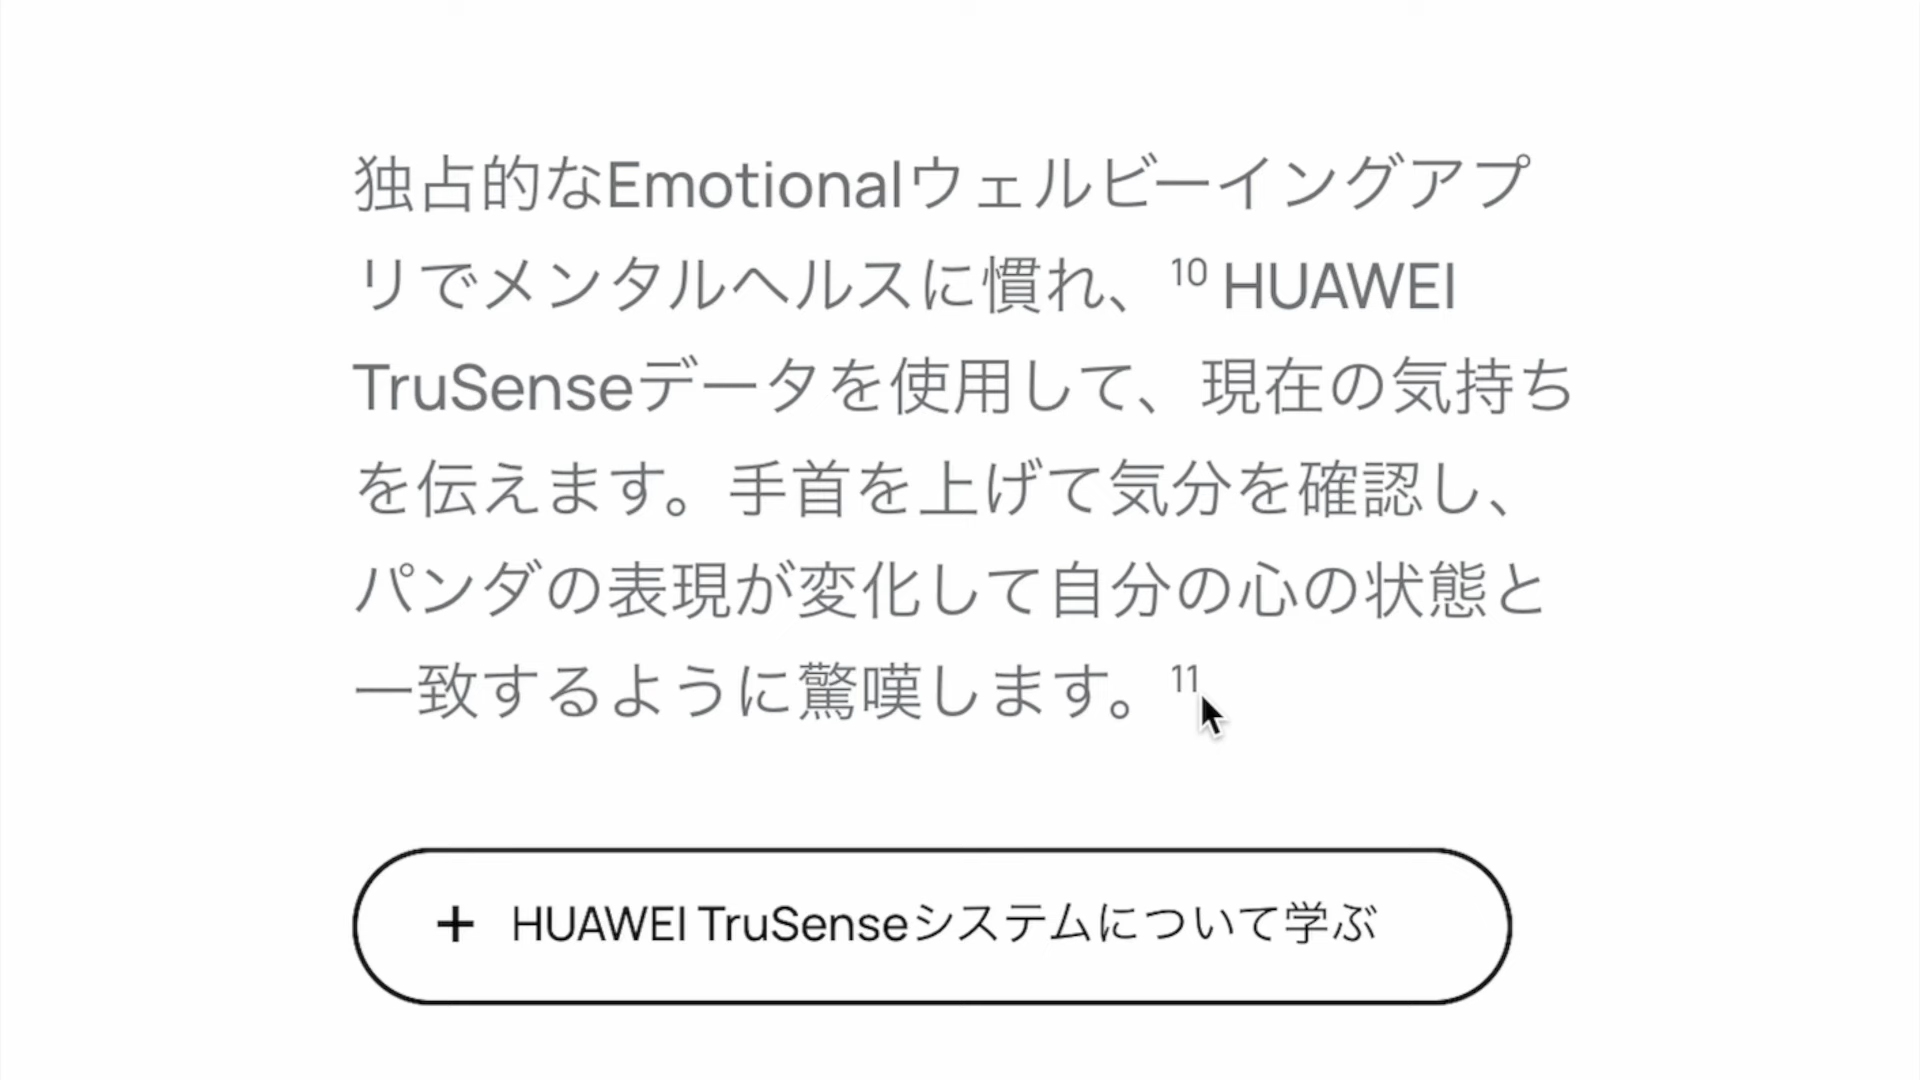 独占的なEmotionalウェルビーイングアプ
リでメンタルヘルスに慣れ、10 HUAWEI
TruSenseデータを使用して、現在の気持ち
を伝えます。手首を上げて気分を確認し、
パンダの表現が変化して自分の心の状態と
一致するように驚嘆します。11
+ HUAWEI TruSenseシステムについて学ぶ